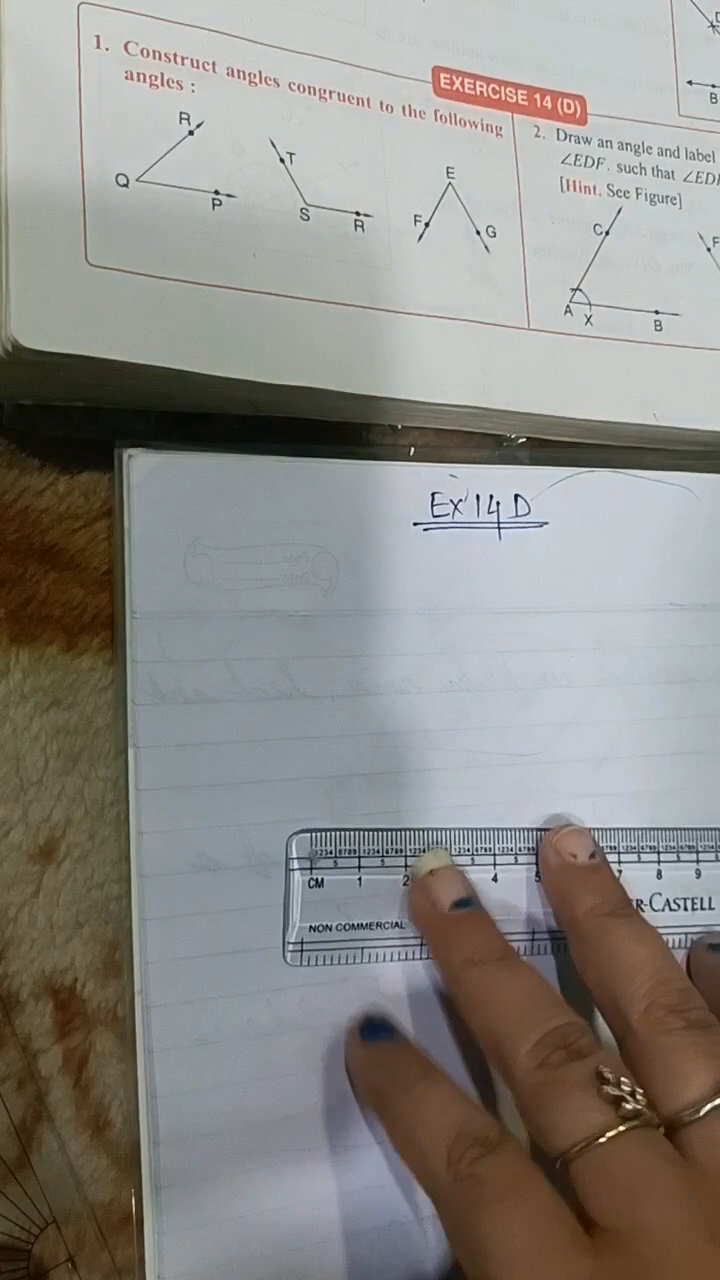 EXERCISE 14 (D)
1. Construct angles congruent to the following
angles :
R
Q
P
T
S
R
E
F
G
2. Draw an angle and label
∠EDF, such that ∠ED
[Hint. See Figure]
C
A
X
B
F
B
Ex 14 D
CM 1 2 4 5 7 8 9
R-CASTELL
NON COMMERCIAL